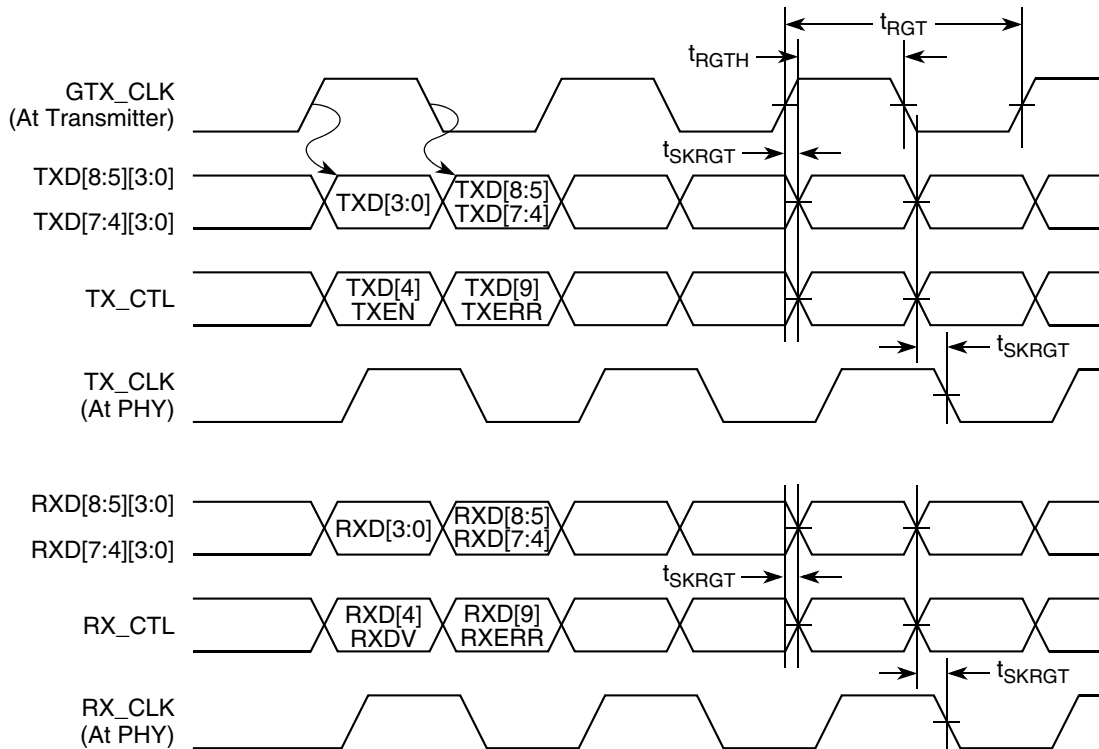 t_RGT
t_RGTH
GTX_CLK
(At Transmitter)
t_SKRGT
TXD[8:5][3:0]
TXD[7:4][3:0]
TXD[3:0]
TXD[8:5]
TXD[7:4]
TX_CTL
TXD[4]
TXEN
TXD[9]
TXERR
t_SKRGT
TX_CLK
(At PHY)
RXD[8:5][3:0]
RXD[7:4][3:0]
RXD[3:0]
RXD[8:5]
RXD[7:4]
t_SKRGT
RX_CTL
RXD[4]
RXDV
RXD[9]
RXERR
t_SKRGT
RX_CLK
(At PHY)